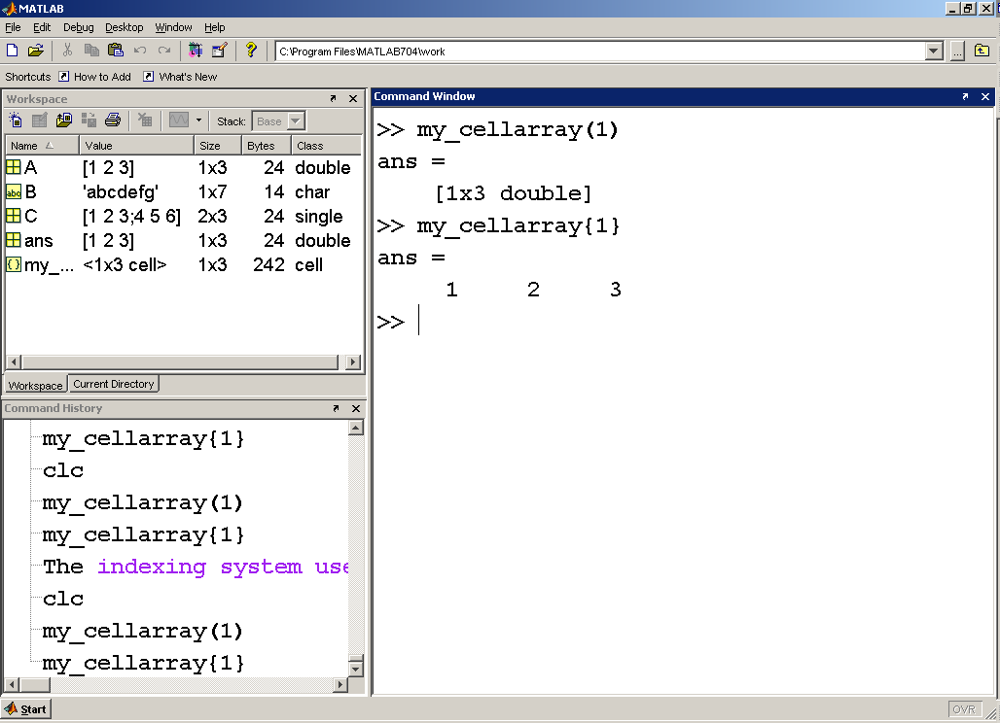 MATLAB
File Edit Debug Desktop Window Help
C:\Program Files\MATLAB704\work ...
Shortcuts How to Add What's New
Workspace
Stack: Base
Name Value Size Bytes Class
A [1 2 3] 1x3 24 double
abc B 'abcdefg' 1x7 14 char
C [1 2 3;4 5 6] 2x3 24 single
ans [1 2 3] 1x3 24 double
{} my_... <1x3 cell> 1x3 242 cell
Workspace Current Directory
Command History
my_cellarray{1}
clc
my_cellarray(1)
my_cellarray{1}
The indexing system use
clc
my_cellarray(1)
my_cellarray{1}
Command Window
>> my_cellarray(1)
ans =
[1x3 double]
>> my_cellarray{1}
ans =
1 2 3
>>
Start
OVR